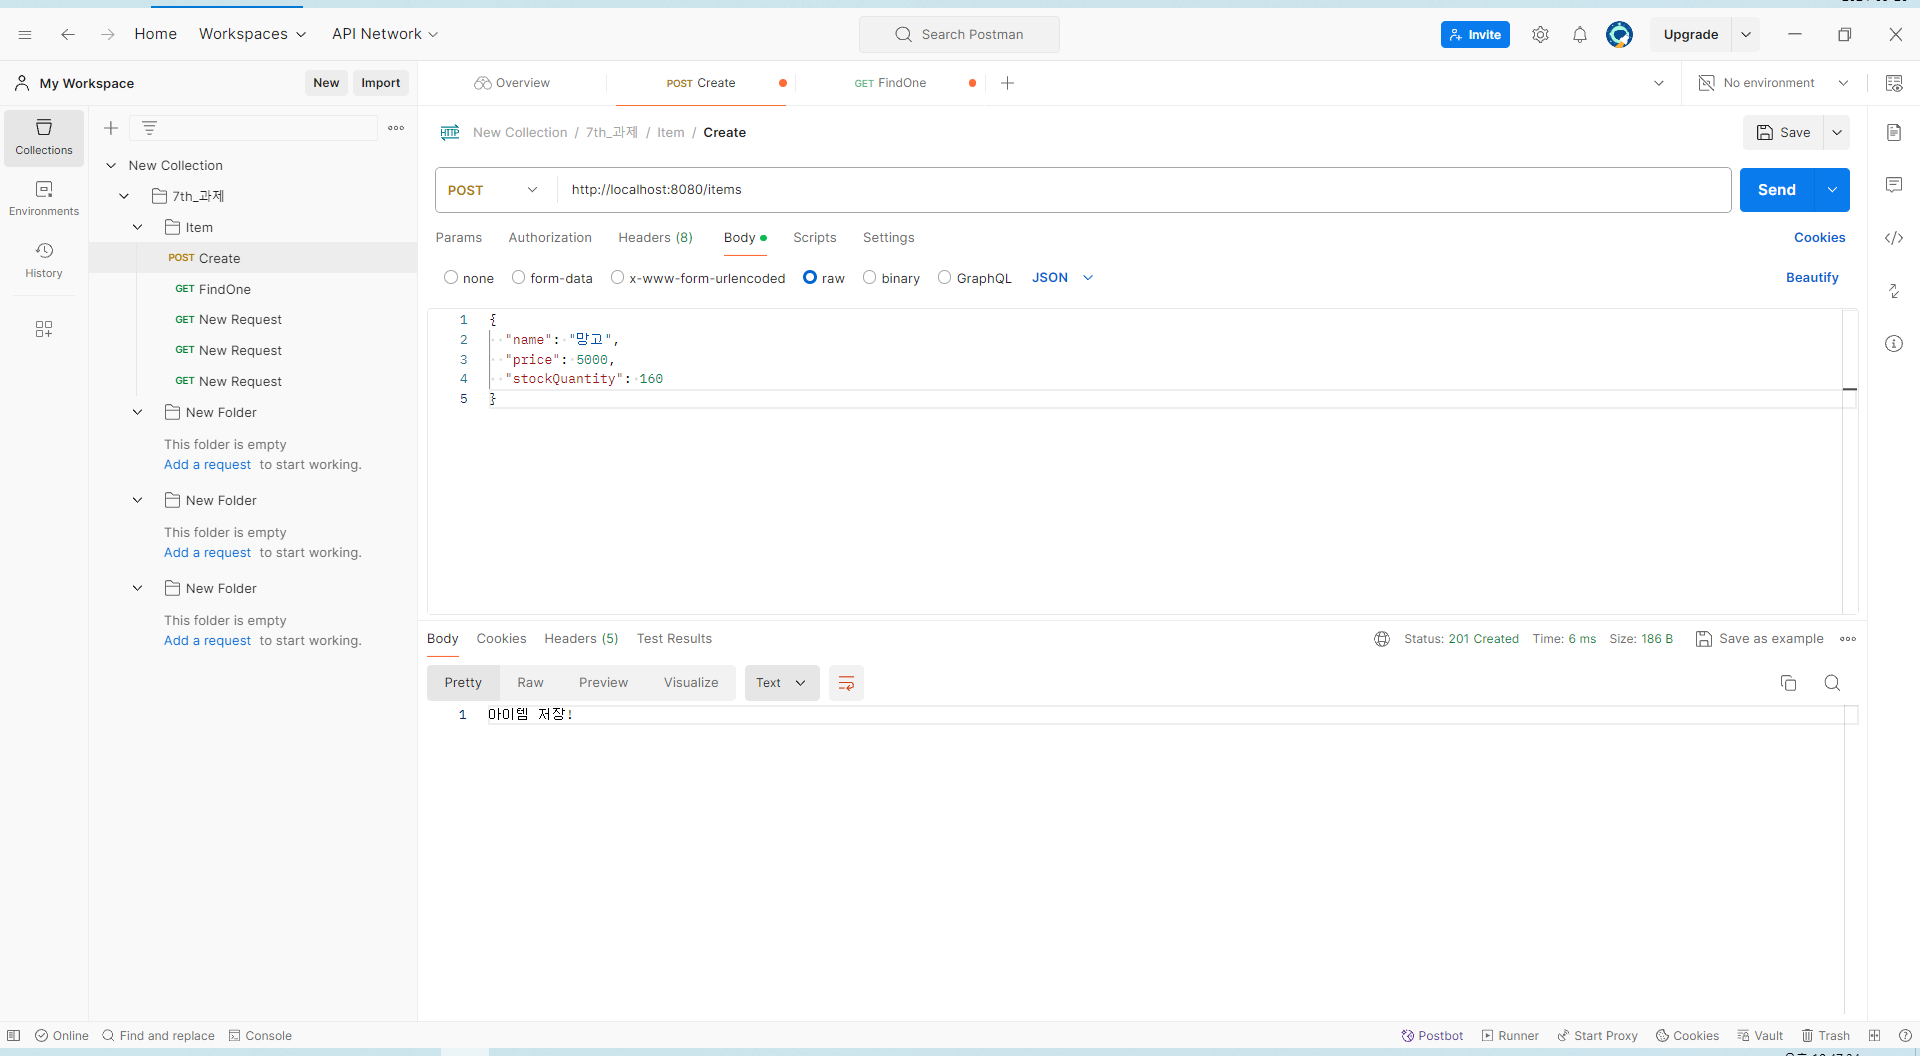 Home
Workspaces
API Network
Search Postman
Invite
Upgrade
My Workspace
New
Import
Overview
POST Create
GET FindOne
No environment
Collections
Environments
History
New Collection
7th_과제
Item
POST Create
GET FindOne
GET New Request
GET New Request
GET New Request
New Folder
This folder is empty
Add a request to start working.
New Folder
This folder is empty
Add a request to start working.
New Folder
This folder is empty
Add a request to start working.
HTTP New Collection / 7th_과제 / Item / Create
Save
POST
http://localhost:8080/items
Send
Params
Authorization
Headers (8)
Body
Scripts
Settings
Cookies
none
form-data
x-www-form-urlencoded
raw
binary
GraphQL
JSON
Beautify
1 {
2 "name": "망고",
3 "price": 5000,
4 "stockQuantity": 160
5 }
Body
Cookies
Headers (5)
Test Results
Status: 201 Created
Time: 6 ms
Size: 186 B
Save as example
Pretty
Raw
Preview
Visualize
Text
1 아이템 저장!
Online
Find and replace
Console
Postbot
Runner
Start Proxy
Cookies
Vault
Trash